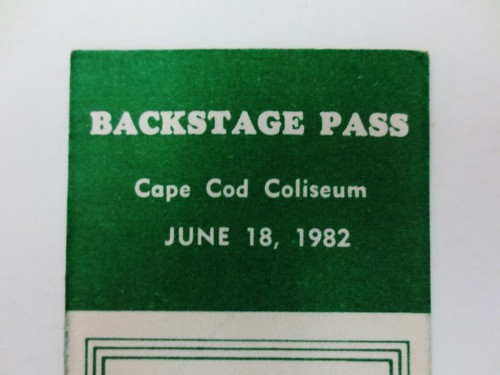 BACKSTAGE PASS
Cape Cod Coliseum
JUNE 18, 1982